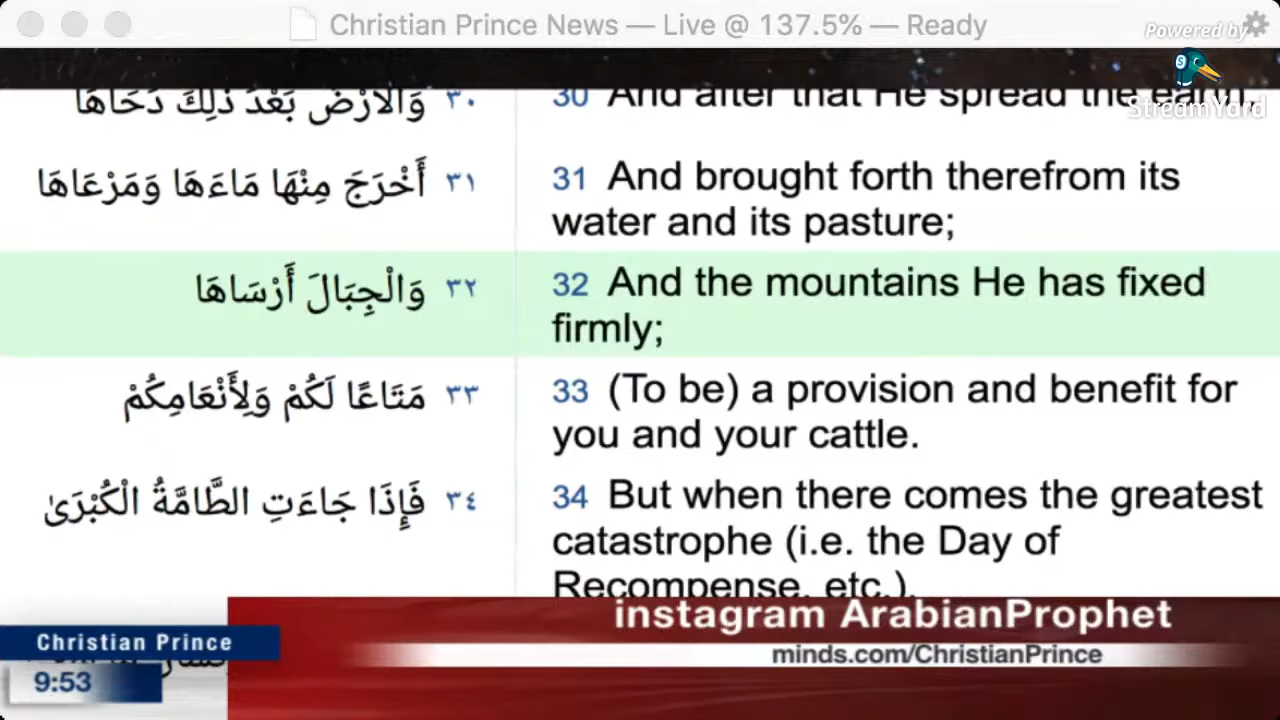 Christian Prince News — Live @ 137.5% — Ready
Powered by
StreamYard
وَالْأَرْضَ بَعْدَ ذَٰلِكَ دَحَاهَا ٣٠
30 And after that He spread the earth,
أَخْرَجَ مِنْهَا مَاءَهَا وَمَرْعَاهَا ٣١
31 And brought forth therefrom its
water and its pasture;
وَالْجِبَالَ أَرْسَاهَا ٣٢
32 And the mountains He has fixed
firmly;
مَتَاعًا لَكُمْ وَلِأَنْعَامِكُمْ ٣٣
33 (To be) a provision and benefit for
you and your cattle.
فَإِذَا جَاءَتِ الطَّامَّةُ الْكُبْرَىٰ ٣٤
34 But when there comes the greatest
catastrophe (i.e. the Day of
Recompense, etc.),
instagram ArabianProphet
minds.com/ChristianPrince
Christian Prince
9:53